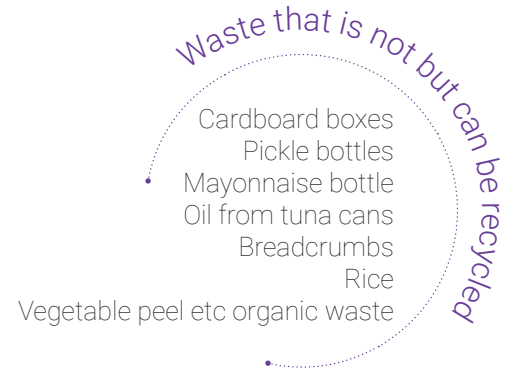 Waste that is not but can be recycled
Cardboard boxes
Pickle bottles
Mayonnaise bottle
Oil from tuna cans
Breadcrumbs
Rice
Vegetable peel etc organic waste